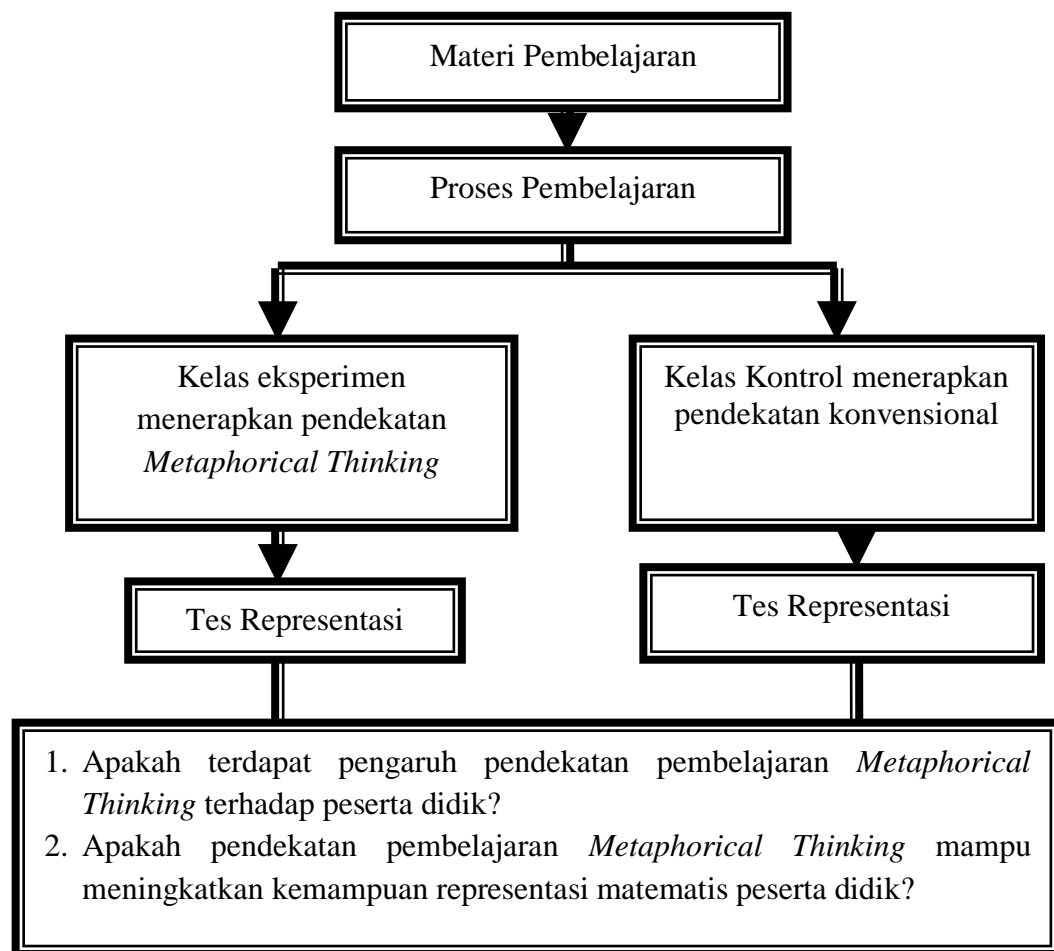 Materi Pembelajaran
Proses Pembelajaran
Kelas eksperimen
menerapkan pendekatan
Metaphorical Thinking
Kelas Kontrol menerapkan
pendekatan konvensional
Tes Representasi
Tes Representasi
1. Apakah terdapat pengaruh pendekatan pembelajaran Metaphorical
Thinking terhadap peserta didik?
2. Apakah pendekatan pembelajaran Metaphorical Thinking mampu
meningkatkan kemampuan representasi matematis peserta didik?